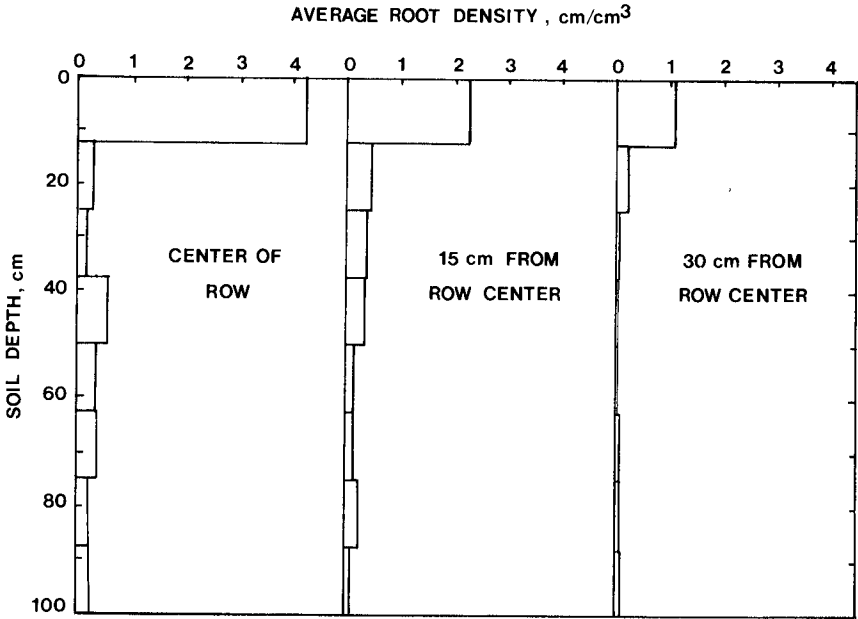 AVERAGE ROOT DENSITY, cm/cm³
0 1 2 3 4 0 1 2 3 4 0 1 2 3 4
0
20
40
60
80
100
SOIL DEPTH, cm
CENTER OF
ROW
15 cm FROM
ROW CENTER
30 cm FROM
ROW CENTER